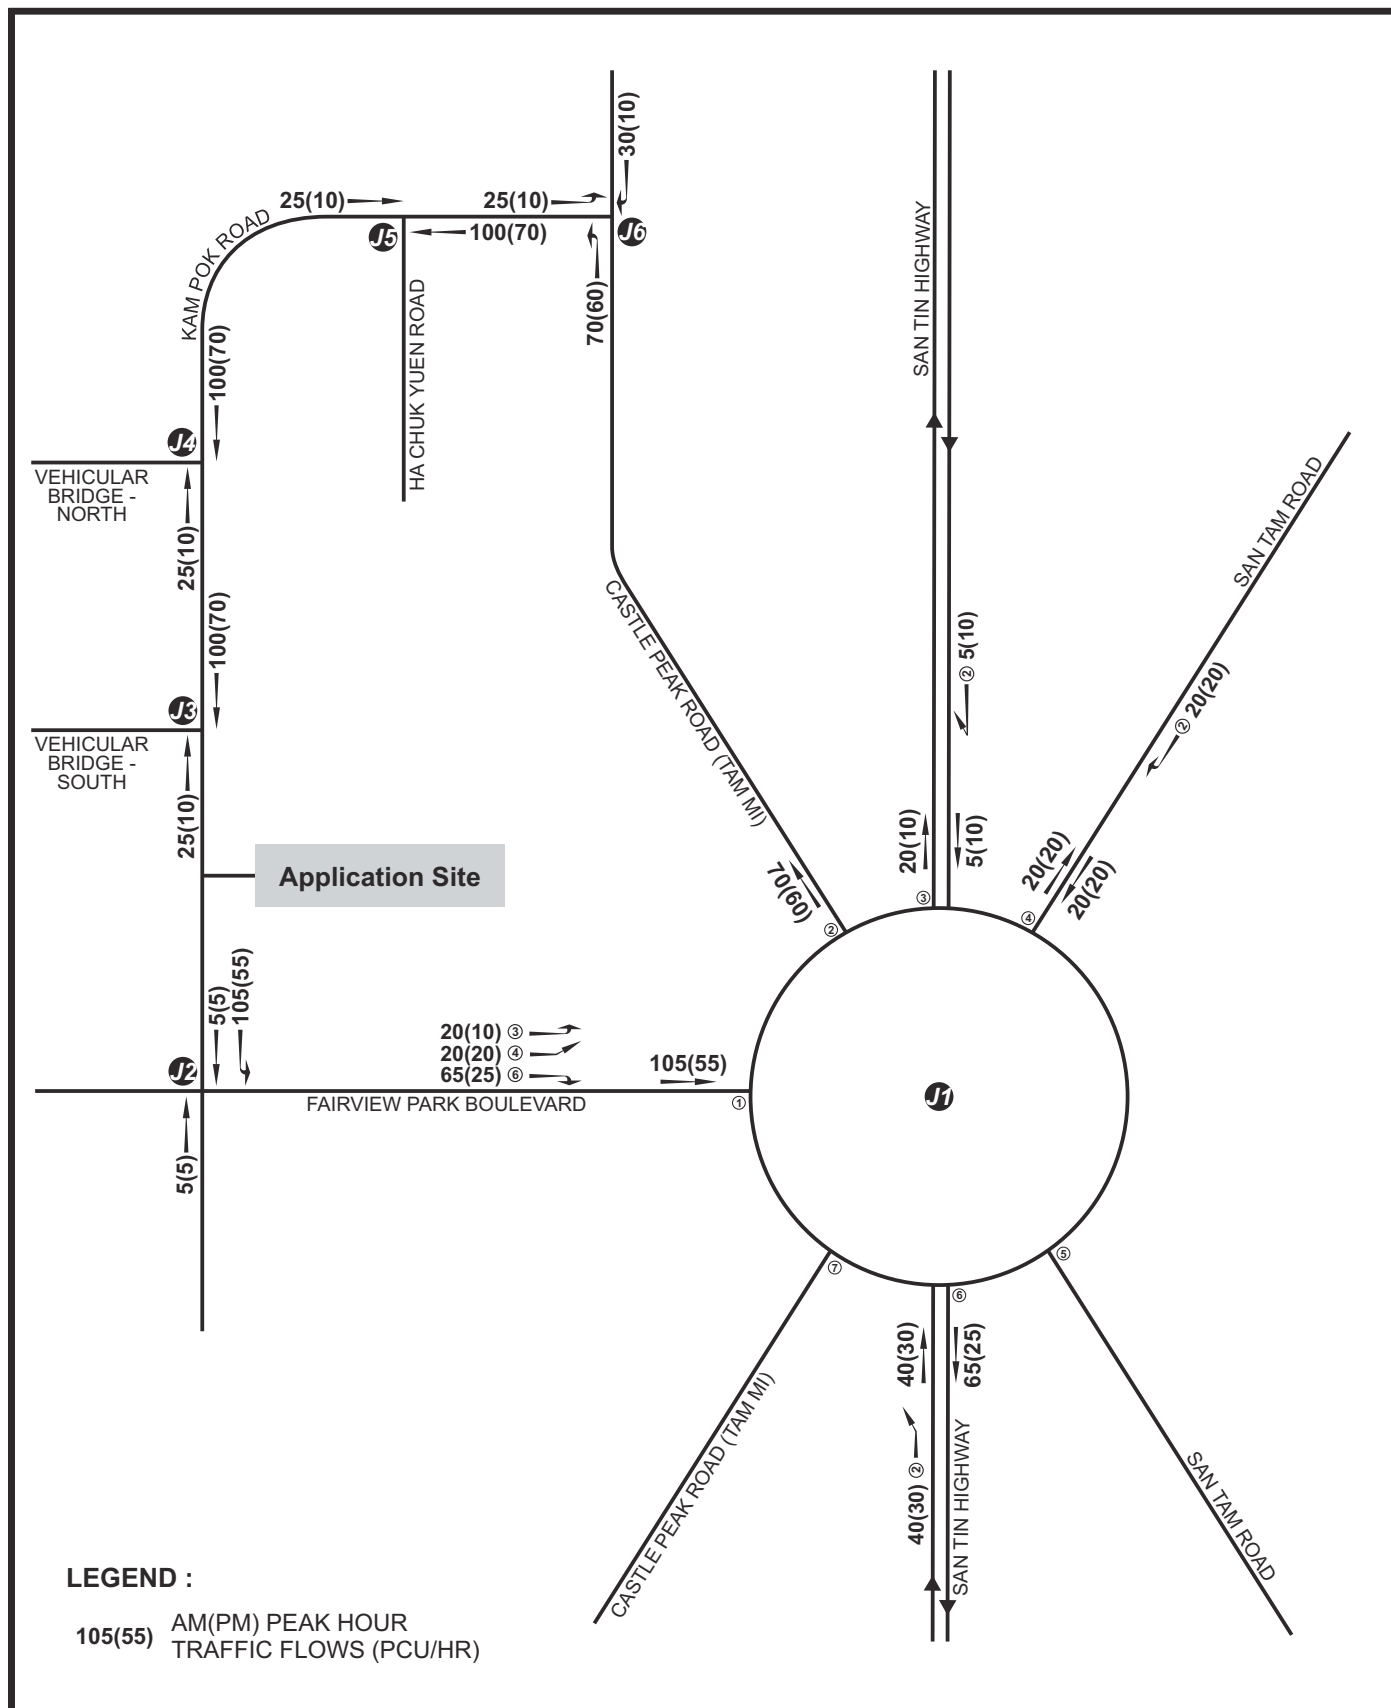 30(10)
25(10)
25(10)
J5
100(70)
J6
KAM POK ROAD
70(60)
HA CHUK YUEN ROAD
SAN TIN HIGHWAY
100(70)
J4
VEHICULAR
BRIDGE -
NORTH
25(10)
SAN TAM ROAD
100(70)
CASTLE PEAK ROAD (TAM MI)
② 5(10)
② 20(20)
J3
VEHICULAR
BRIDGE -
SOUTH
25(10)
Application Site
70(60)
20(10)
5(10)
20(20)
20(20)
②
③
④
5(5)
105(55)
20(10) ③
20(20) ④
65(25) ⑥
105(55)
J2
FAIRVIEW PARK BOULEVARD
①
J1
5(5)
⑦
⑥
⑤
40(30)
65(25)
40(30) ②
CASTLE PEAK ROAD (TAM MI)
SAN TIN HIGHWAY
SAN TAM ROAD
LEGEND :
105(55) AM(PM) PEAK HOUR
TRAFFIC FLOWS (PCU/HR)